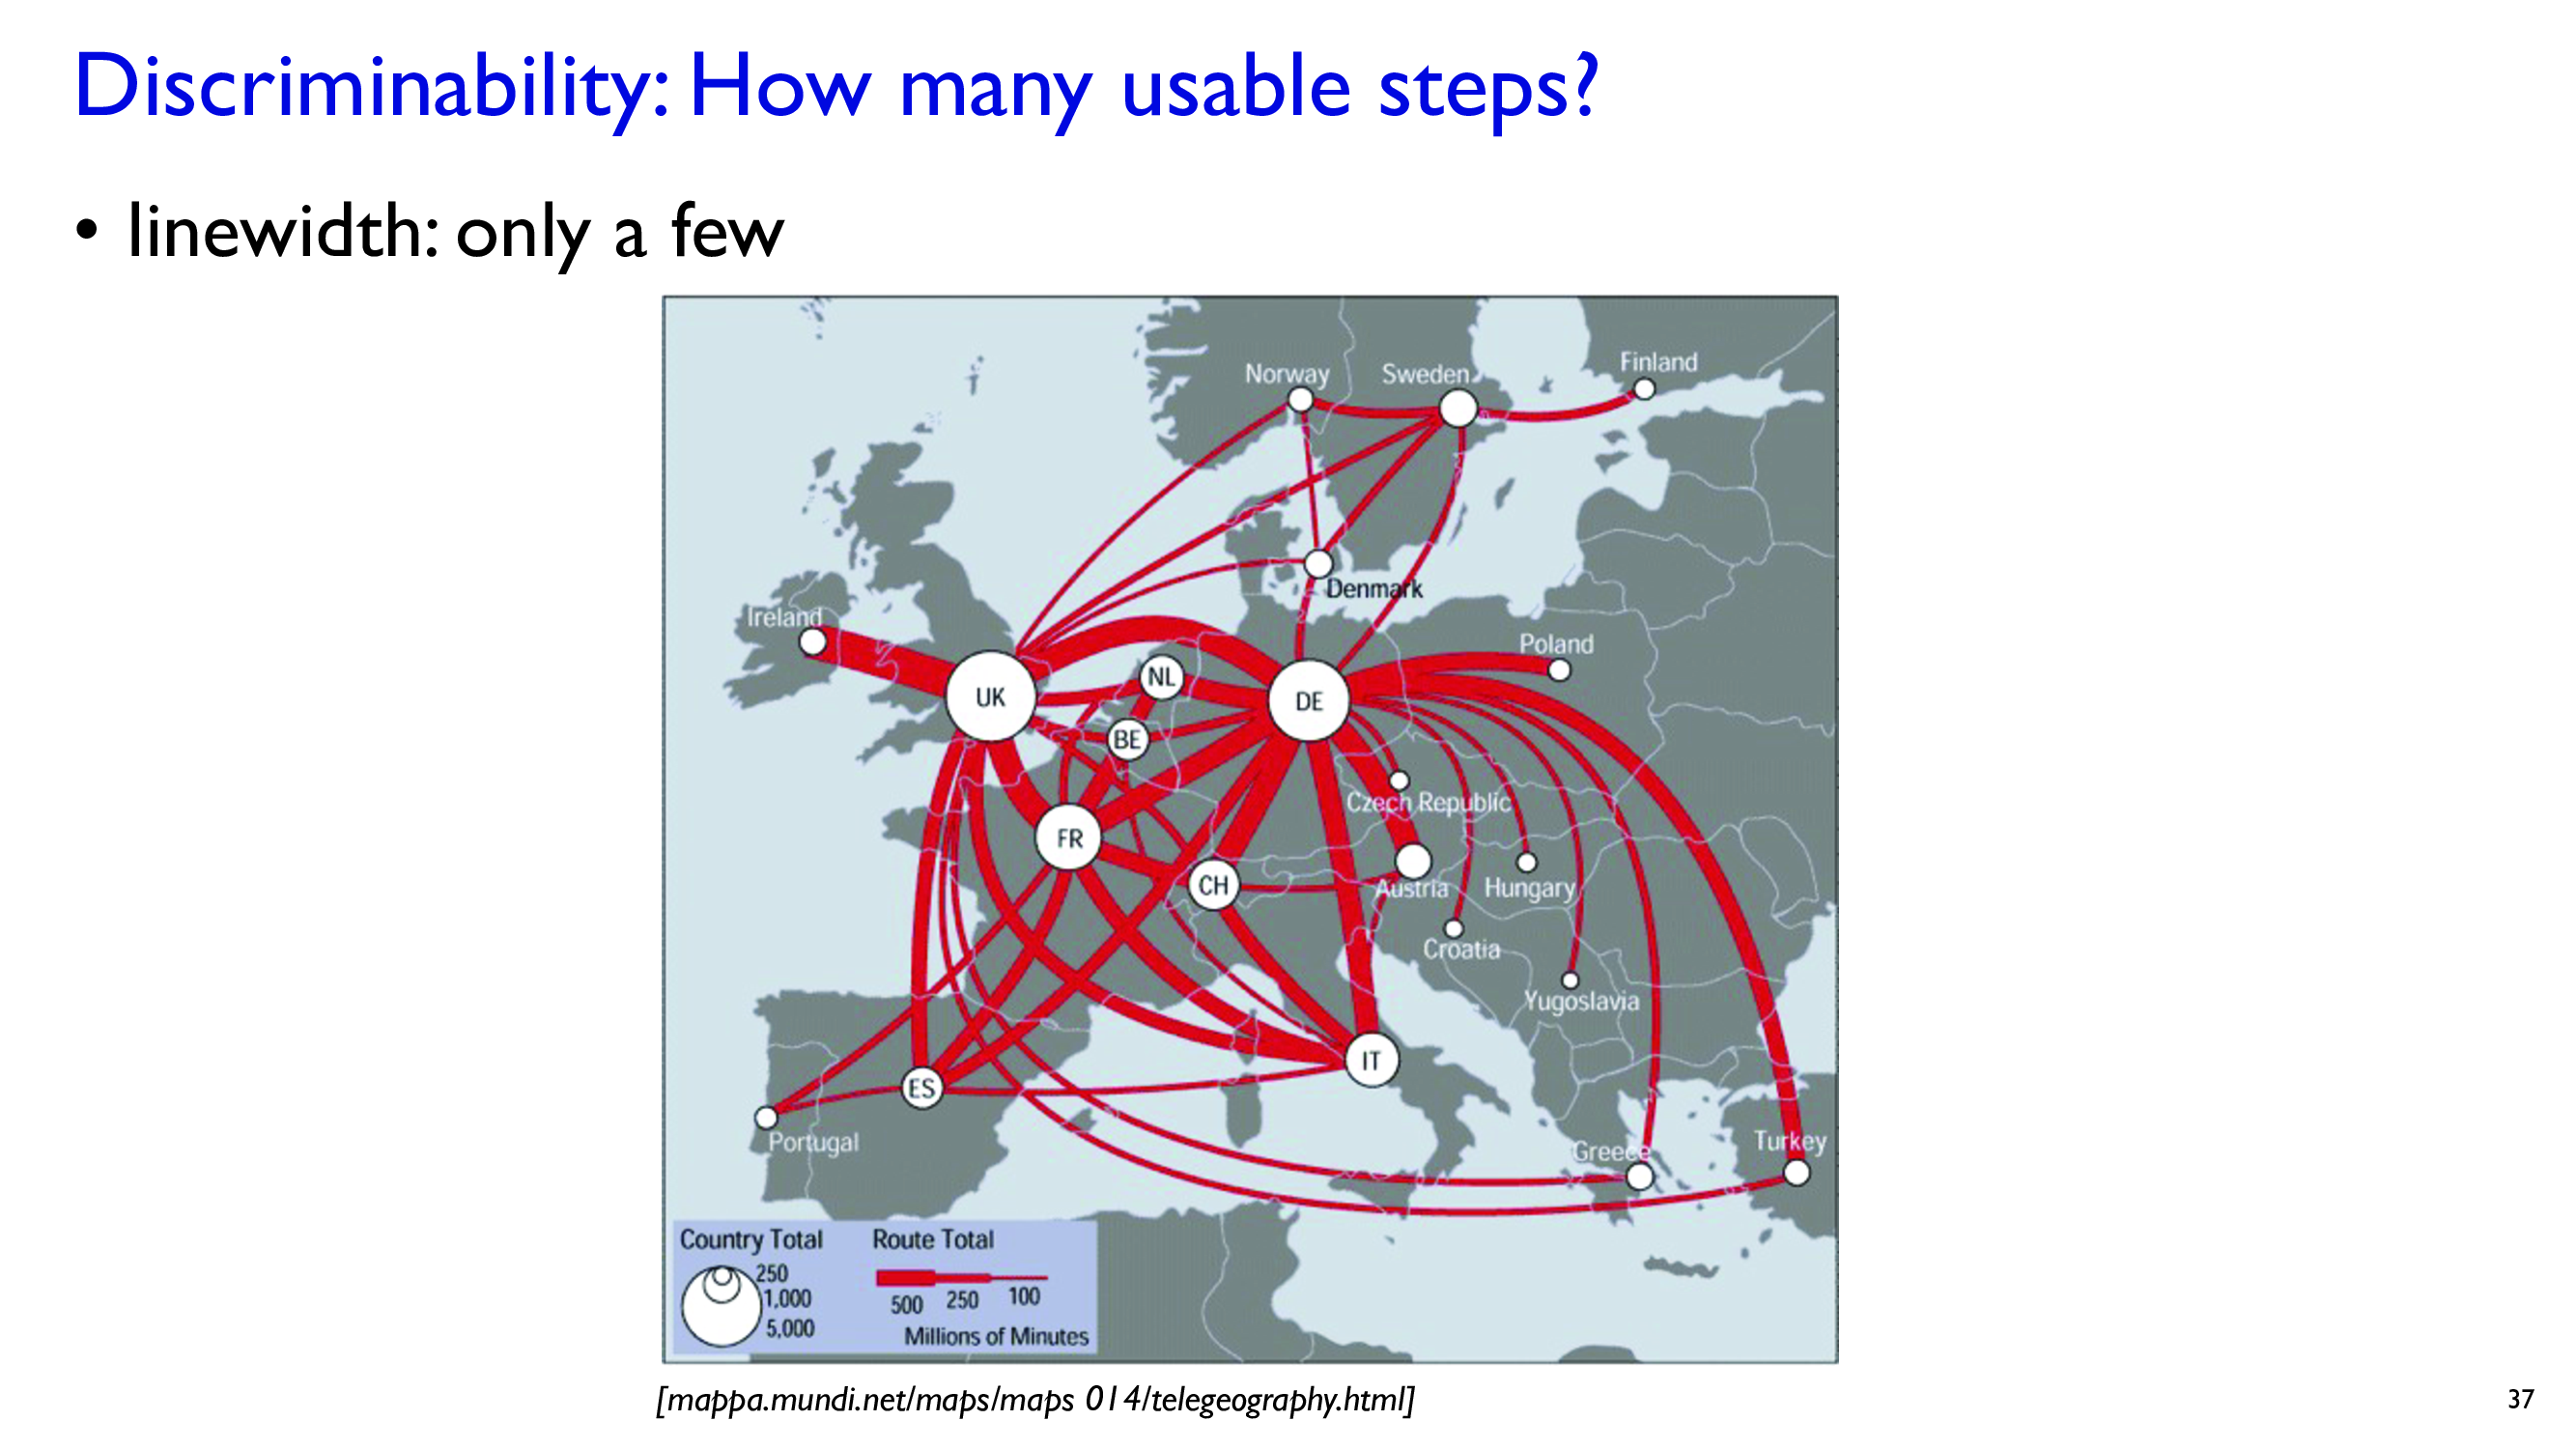 Discriminability: How many usable steps?
• linewidth: only a few
Norway
Sweden
Finland
Denmark
Ireland
Poland
UK
NL
DE
BE
Czech Republic
FR
CH
Austria
Hungary
Croatia
Yugoslavia
IT
ES
Portugal
Greece
Turkey
Country Total
250
1,000
5,000
Route Total
500 250 100
Millions of Minutes
[mappa.mundi.net/maps/maps 014/telegeography.html]
37